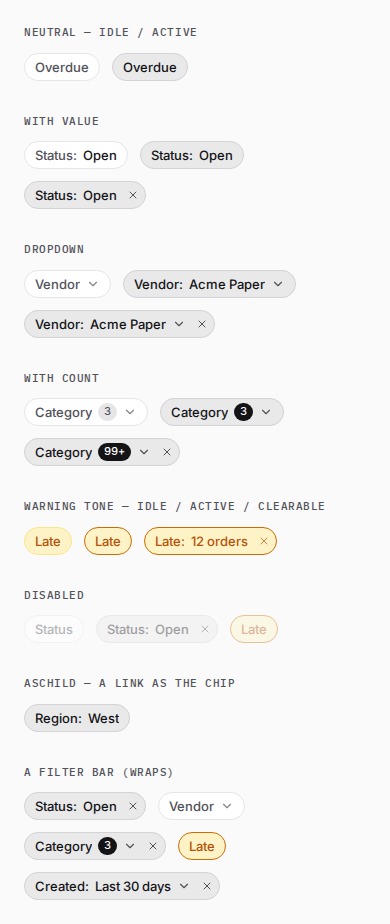 NEUTRAL — IDLE / ACTIVE
Overdue Overdue
WITH VALUE
Status: Open Status: Open
Status: Open ×
DROPDOWN
Vendor Vendor: Acme Paper
Vendor: Acme Paper ×
WITH COUNT
Category 3 Category 3
Category 99+ ×
WARNING TONE — IDLE / ACTIVE / CLEARABLE
Late Late Late: 12 orders ×
DISABLED
Status Status: Open × Late
ASCHILD — A LINK AS THE CHIP
Region: West
A FILTER BAR (WRAPS)
Status: Open × Vendor
Category 3 × Late
Created: Last 30 days ×